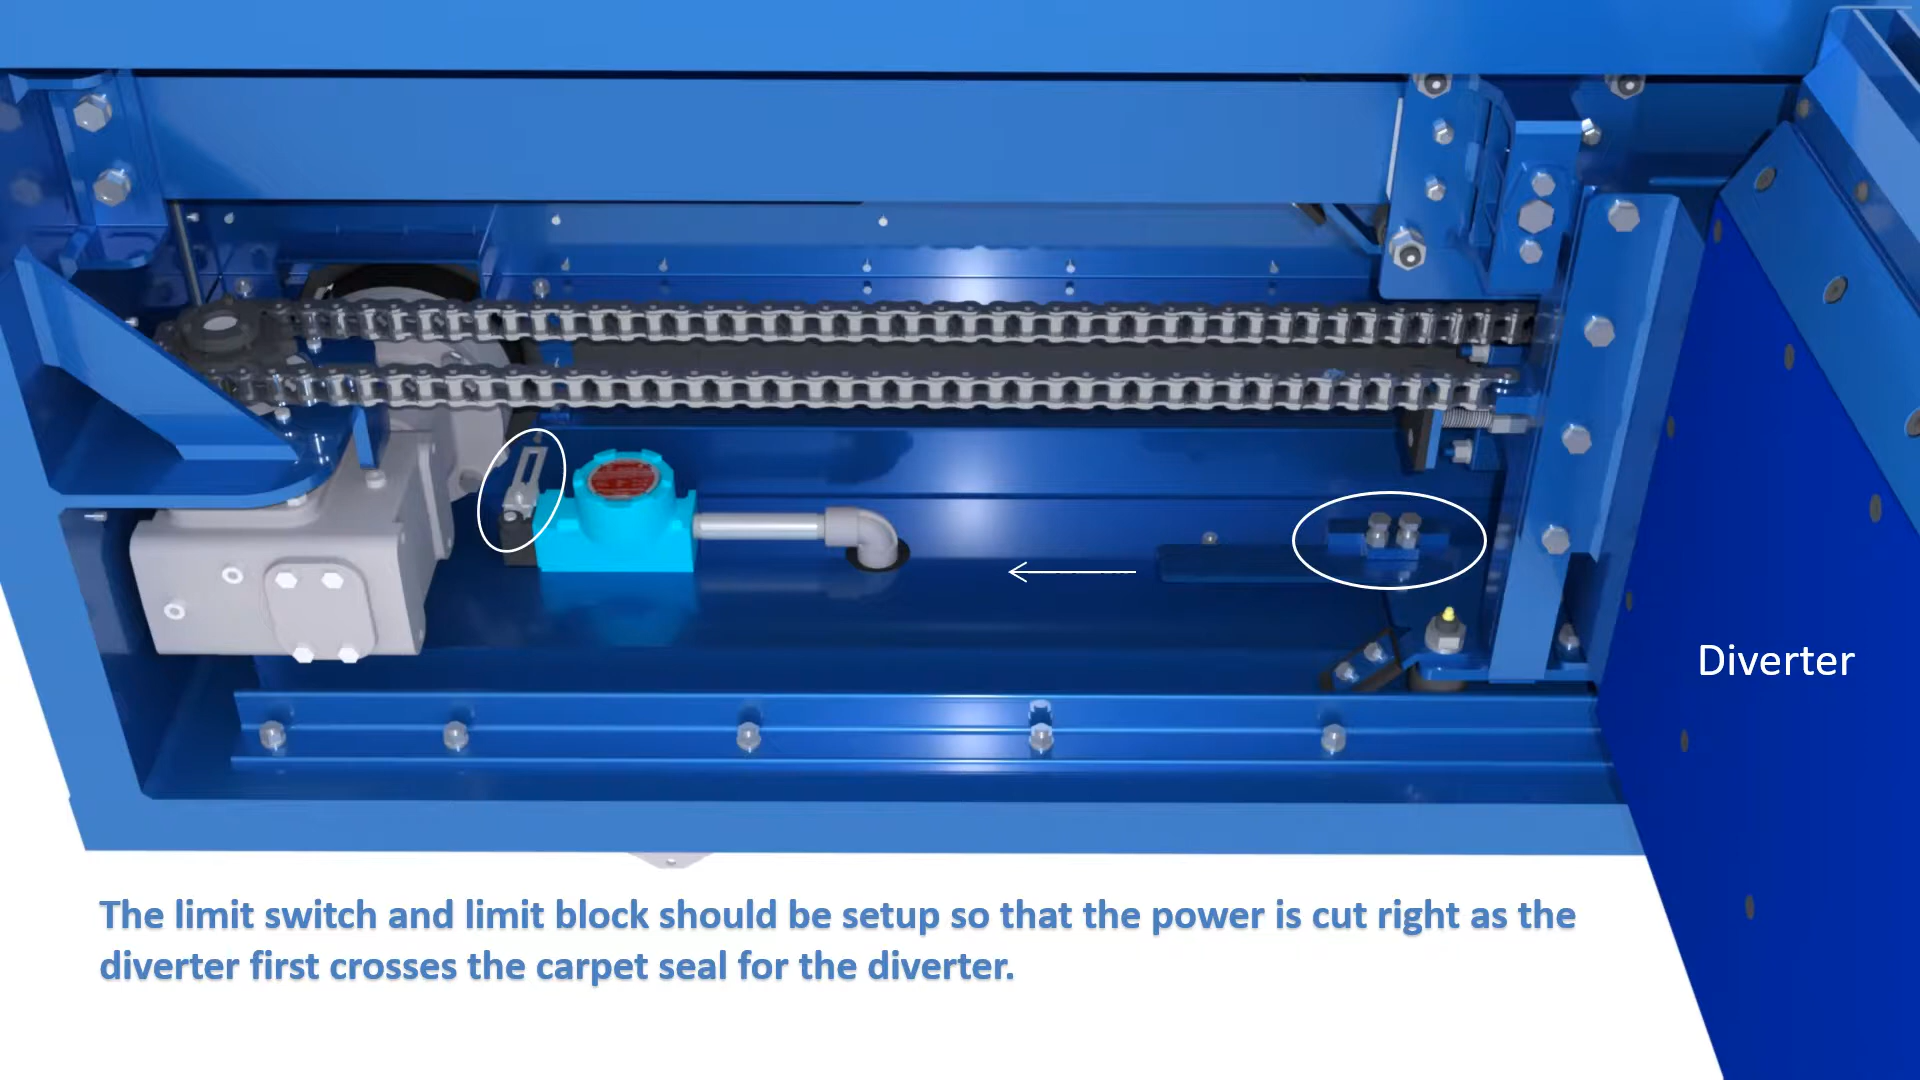 Diverter
The limit switch and limit block should be setup so that the power is cut right as the
diverter first crosses the carpet seal for the diverter.